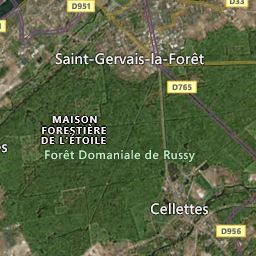 D951
D33
Saint-Gervais-la-Forêt
D765
MAISON
FORESTIÈRE
DE L'ÉTOILE
Forêt Domaniale de Russy
Cellettes
D956